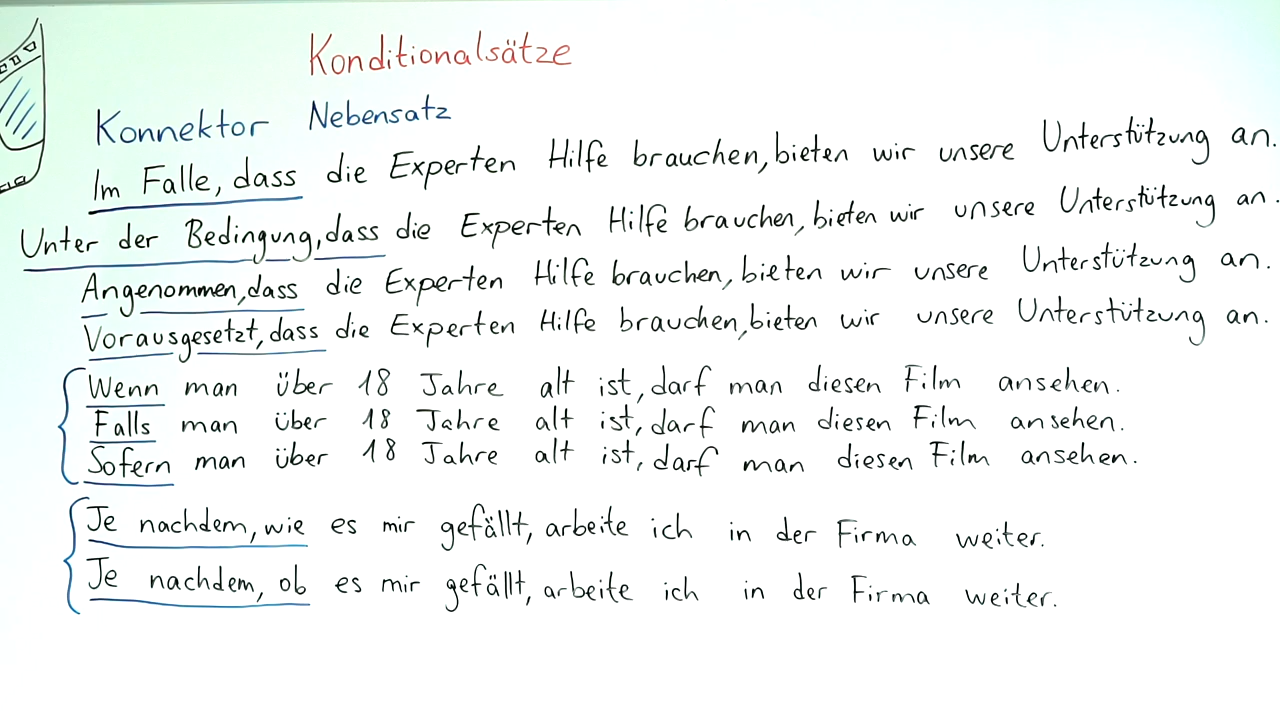 Konditionalsätze
Konnektor Nebensatz
Im Falle, dass die Experten Hilfe brauchen, bieten wir unsere Unterstützung an.
Unter der Bedingung, dass die Experten Hilfe brauchen, bieten wir unsere Unterstützung an.
Angenommen, dass die Experten Hilfe brauchen, bieten wir unsere Unterstützung an.
Vorausgesetzt, dass die Experten Hilfe brauchen, bieten wir unsere Unterstützung an.
Wenn man über 18 Jahre alt ist, darf man diesen Film ansehen.
Falls man über 18 Jahre alt ist, darf man diesen Film ansehen.
Sofern man über 18 Jahre alt ist, darf man diesen Film ansehen.
Je nachdem, wie es mir gefällt, arbeite ich in der Firma weiter.
Je nachdem, ob es mir gefällt, arbeite ich in der Firma weiter.